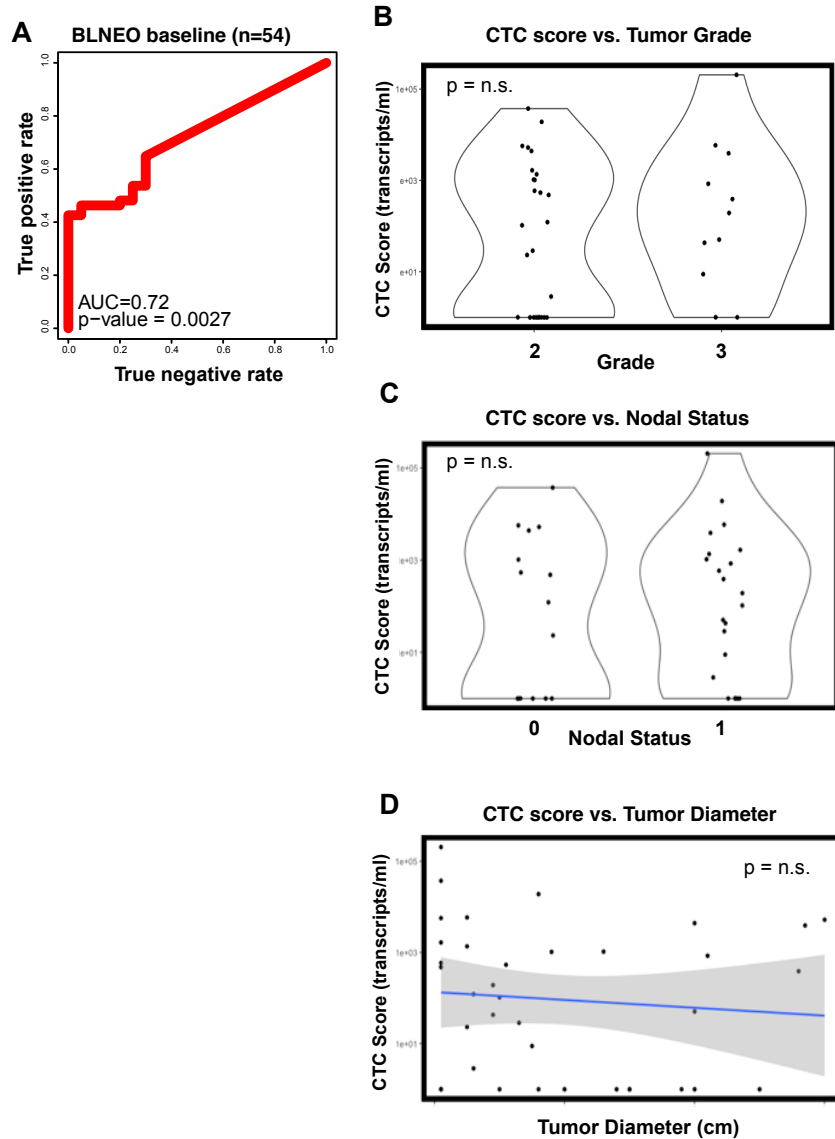 A
BLNEO baseline (n=54)
True positive rate
1.0
0.8
0.6
0.4
0.2
0.0
AUC=0.72
p-value = 0.0027
0.0 0.2 0.4 0.6 0.8 1.0
True negative rate
B
CTC score vs. Tumor Grade
CTC Score (transcripts/ml)
p = n.s.
1e+05
e+03
e+01
2 3
Grade
C
CTC score vs. Nodal Status
CTC Score (transcripts/ml)
p = n.s.
e+05
e+03
e+01
0 1
Nodal Status
D
CTC score vs. Tumor Diameter
CTC Score (transcripts/ml)
p = n.s.
1e+05
1e+03
1e+01
Tumor Diameter (cm)